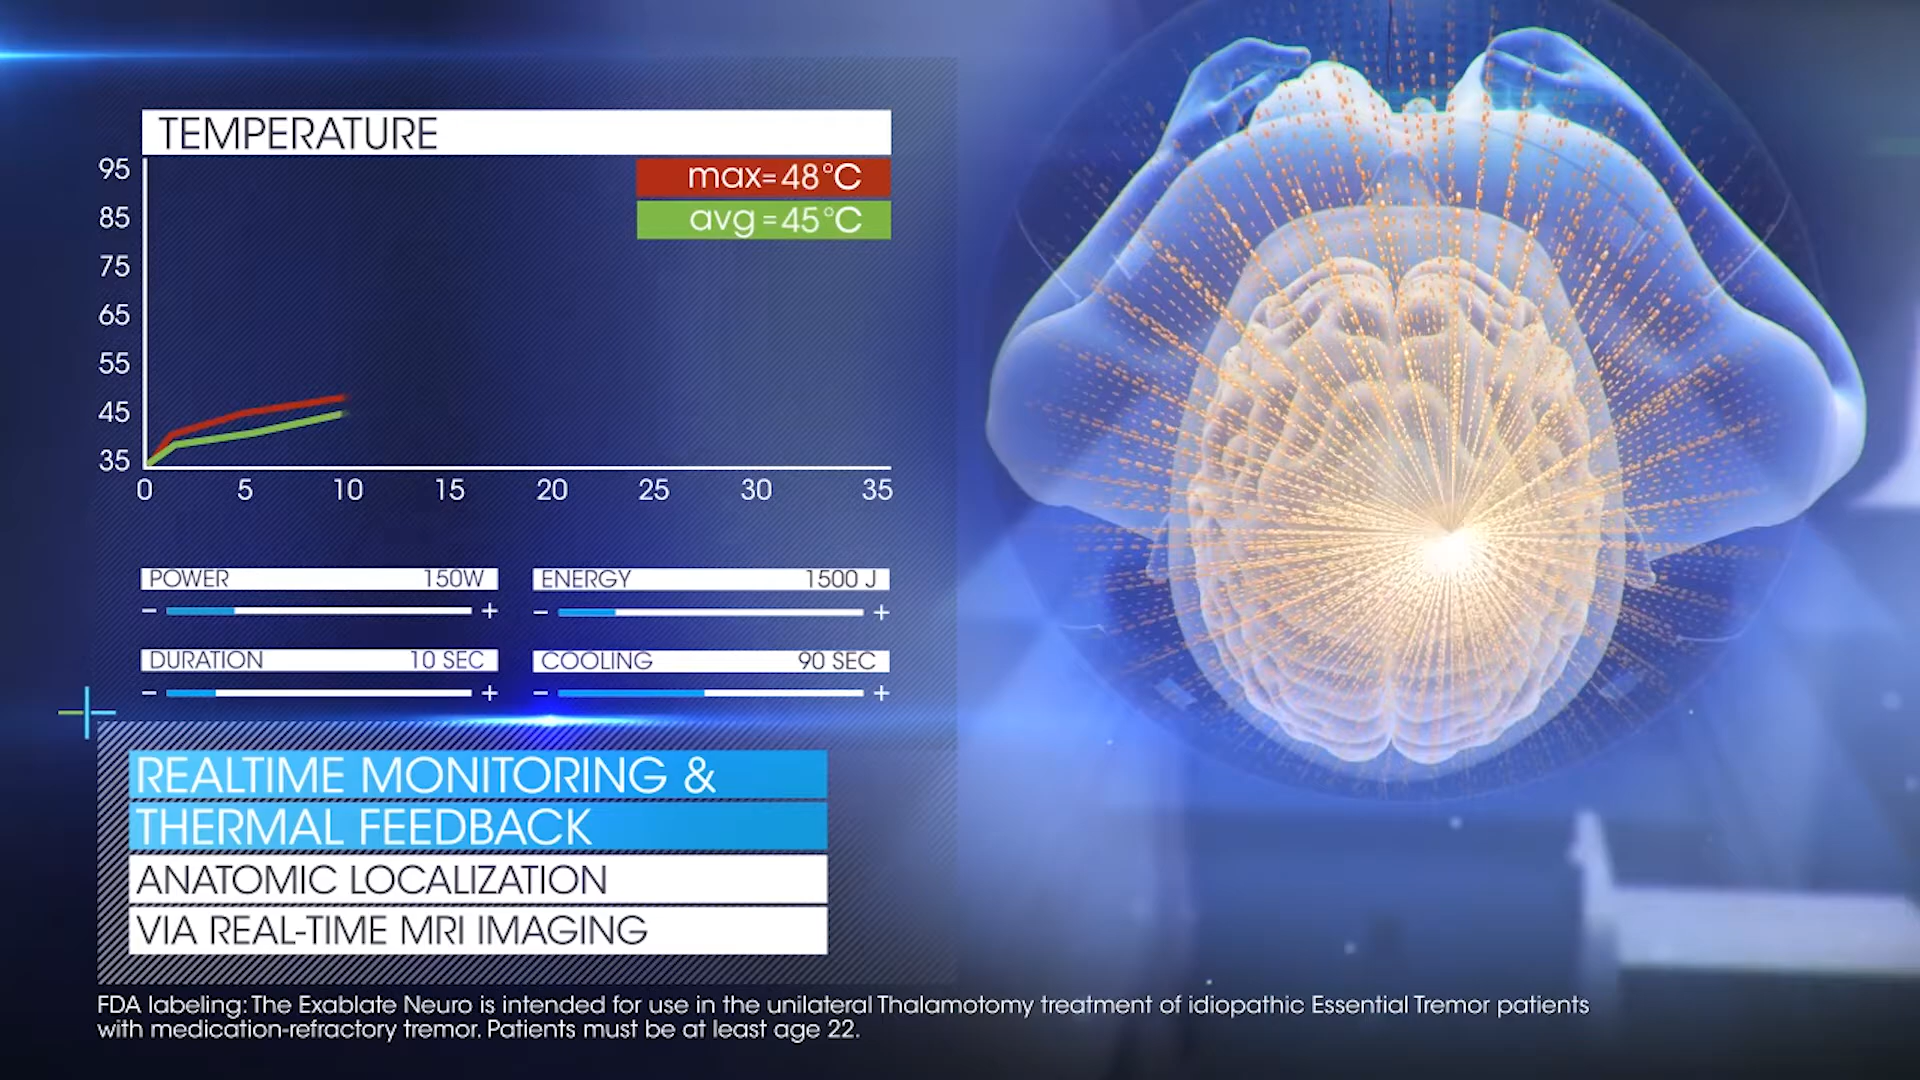 TEMPERATURE
95
max=48°C
85
avg=45°C
75
65
55
45
35
0 5 10 15 20 25 30 35
POWER 150W
ENERGY 1500 J
- +
- +
DURATION 10 SEC
COOLING 90 SEC
- +
- +
REALTIME MONITORING &
THERMAL FEEDBACK
ANATOMIC LOCALIZATION
VIA REAL-TIME MRI IMAGING
FDA labeling: The Exablate Neuro is intended for use in the unilateral Thalamotomy treatment of idiopathic Essential Tremor patients
with medication-refractory tremor. Patients must be at least age 22.